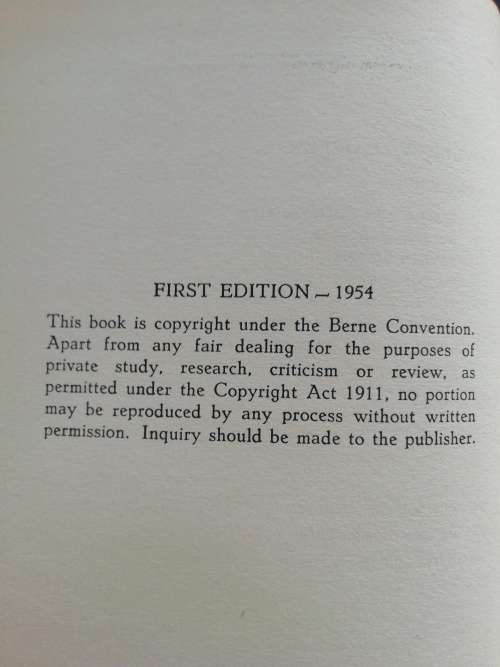 FIRST EDITION — 1954
This book is copyright under the Berne Convention.
Apart from any fair dealing for the purposes of
private study, research, criticism or review, as
permitted under the Copyright Act 1911, no portion
may be reproduced by any process without written
permission. Inquiry should be made to the publisher.